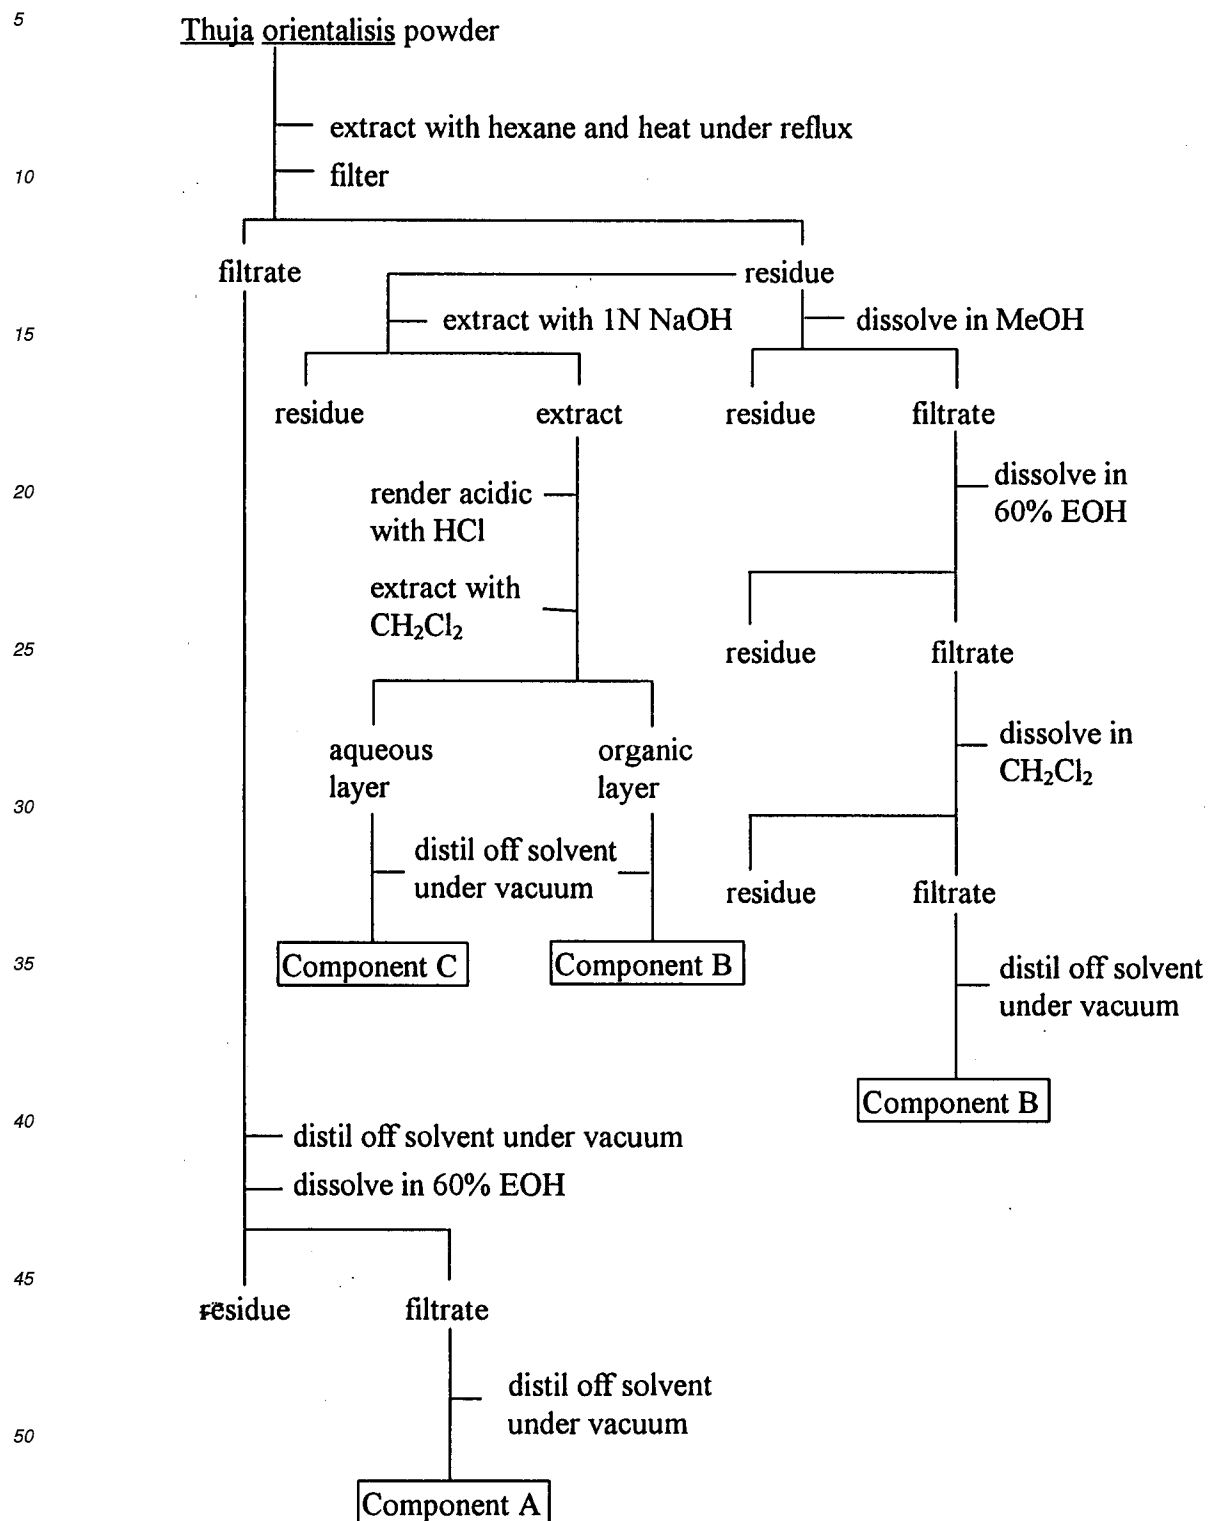 5
Thuja orientalisis powder
extract with hexane and heat under reflux
10
filter
filtrate
residue
15
extract with 1N NaOH
dissolve in MeOH
residue
extract
residue
filtrate
20
render acidic
with HCl
dissolve in
60% EOH
extract with
CH₂Cl₂
25
residue
filtrate
aqueous
layer
organic
layer
dissolve in
CH₂Cl₂
30
distil off solvent
under vacuum
residue
filtrate
35
Component C
Component B
distil off solvent
under vacuum
Component B
40
distil off solvent under vacuum
dissolve in 60% EOH
45
residue
filtrate
distil off solvent
under vacuum
50
Component A